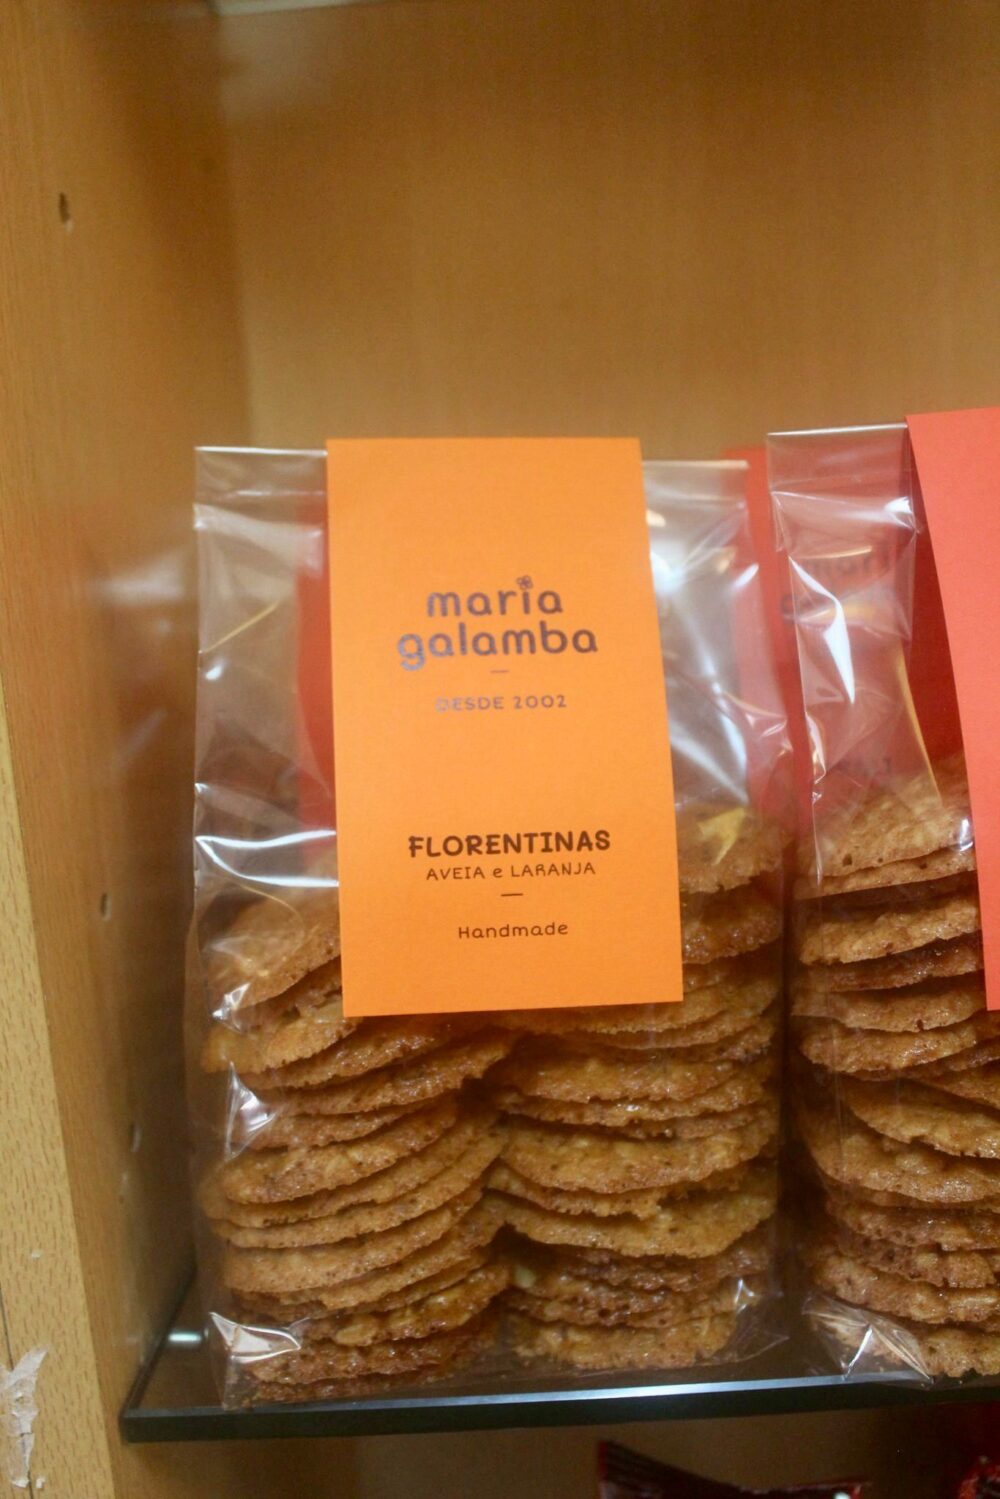 maria
galamba
DESDE 2002
FLORENTINAS
AVEIA e LARANJA
Handmade